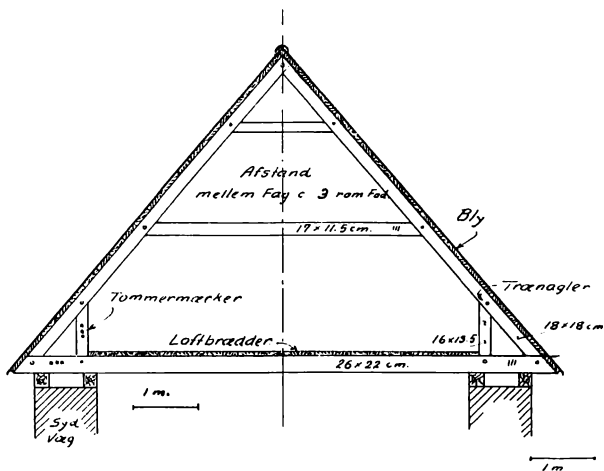 Afstand
mellem Fag c 3 rom Fod
Bly
17 × 11.5 cm.
Tømmermærker
Trænagler
18 × 18 cm
Loftbrædder
16 × 13.5
26 × 22 cm.
1 m.
Syd
Væg
1 m